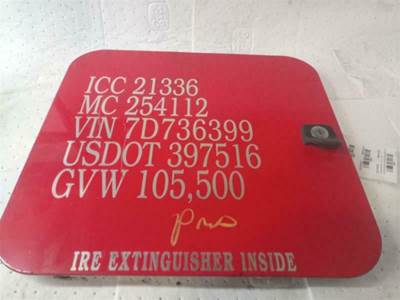 ICC 21336
MC 254112
VIN 7D736399
USDOT 397516
GVW 105,500
IRE EXTINGUISHER INSIDE